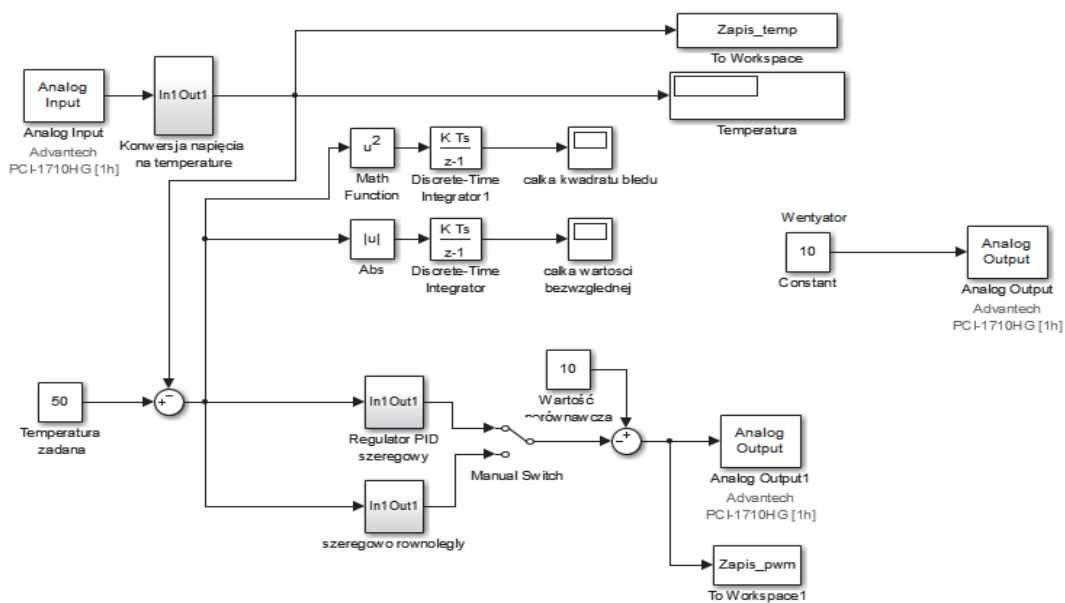 Zapis_temp
To Workspace
Analog
Input
Analog Input
Advantech
PCI-1710HG [1h]
In1 Out1
Konwersja napięcia
na temperature
Temperatura
u²
Math
Function
K Ts
z-1
Discrete-Time
Integrator1
calka kwadratu bledu
|u|
Abs
K Ts
z-1
Discrete-Time
Integrator
calka wartosci
bezwzglednej
Wentyator
10
Constant
Analog
Output
Analog Output
Advantech
PCI-1710HG [1h]
50
Temperatura
zadana
+
−
In1 Out1
Regulator PID
szeregowy
In1 Out1
szeregowo rownolegly
Manual Switch
10
Wartość
porównawcza
−
+
Analog
Output
Analog Output1
Advantech
PCI-1710HG [1h]
Zapis_pwm
To Workspace1